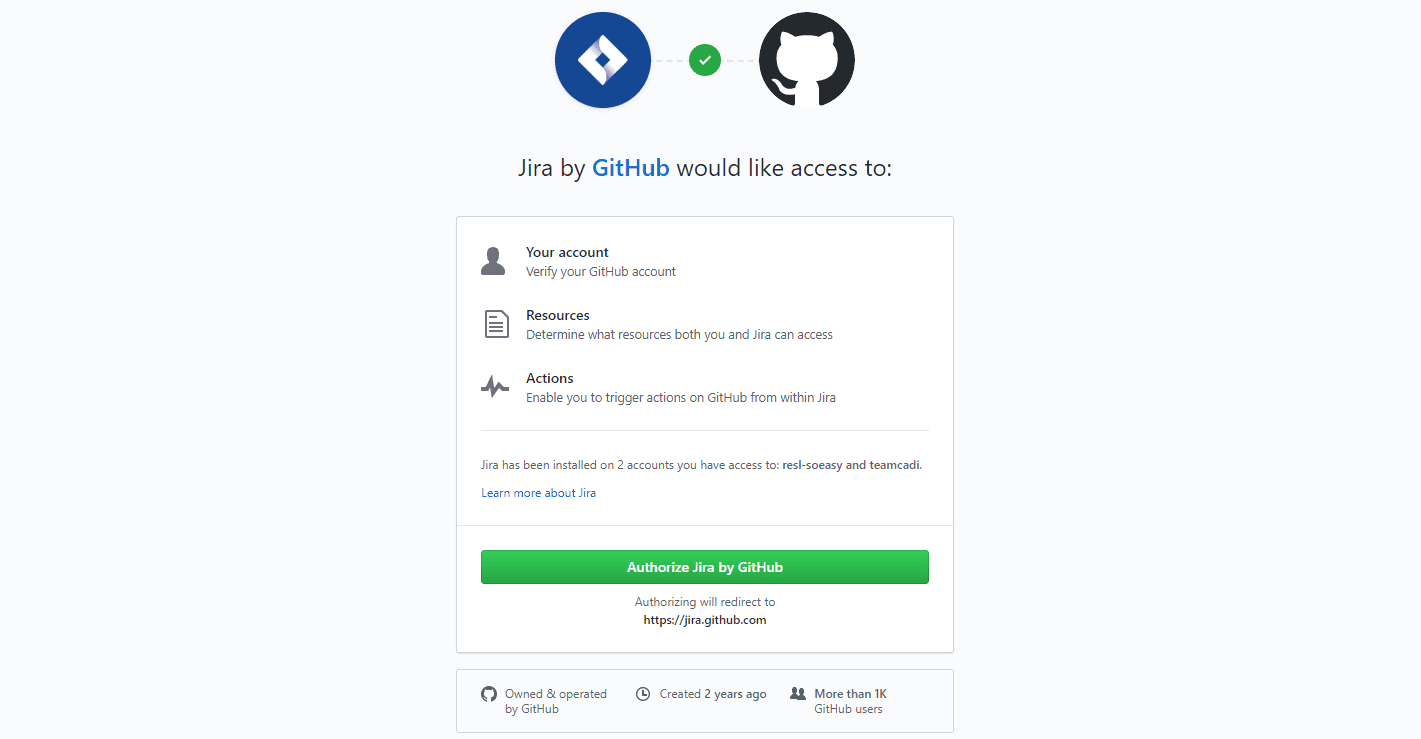 Jira by GitHub would like access to:
Your account
Verify your GitHub account
Resources
Determine what resources both you and Jira can access
Actions
Enable you to trigger actions on GitHub from within Jira
Jira has been installed on 2 accounts you have access to: resl-soeasy and teamcadi.
Learn more about Jira
Authorize Jira by GitHub
Authorizing will redirect to
https://jira.github.com
Owned & operated
by GitHub
Created 2 years ago
More than 1K
GitHub users